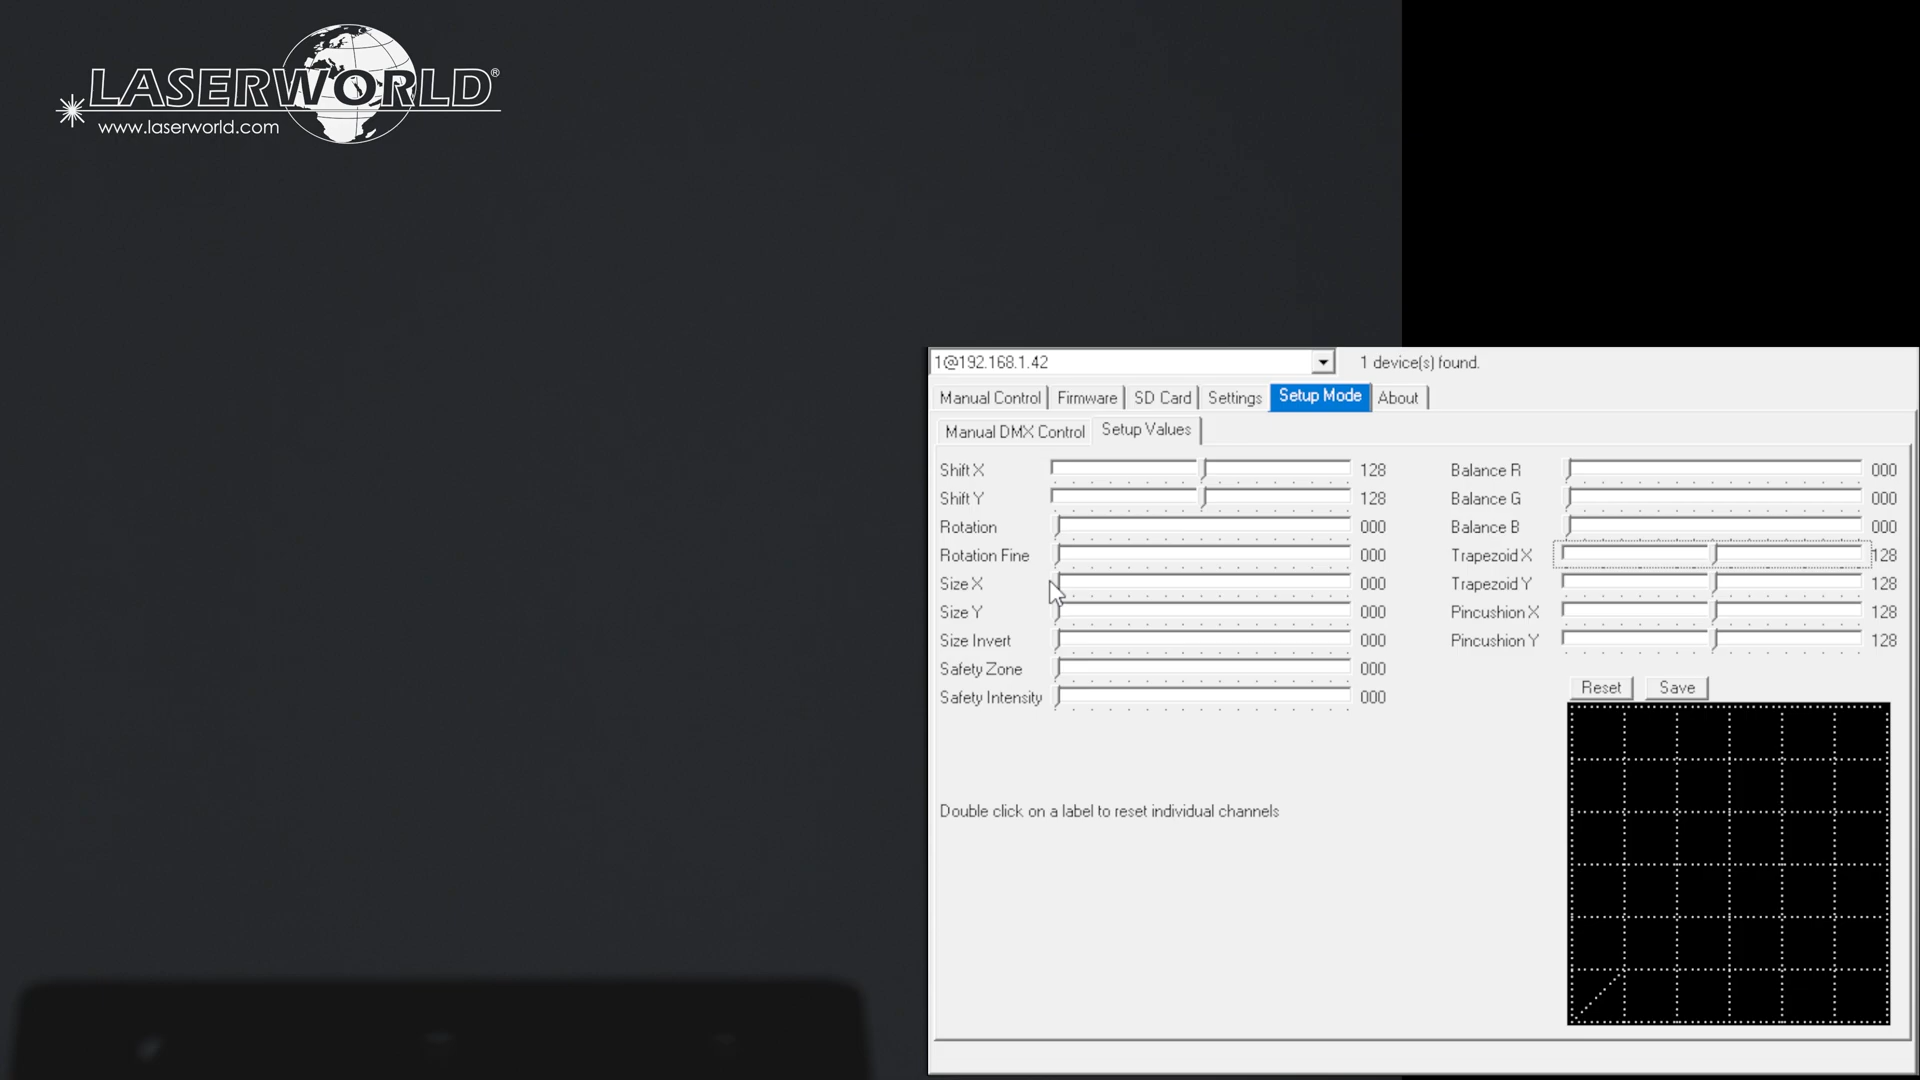 LASERWORLD®
www.laserworld.com
1@192.168.1.42
1 device(s) found.
Manual Control
Firmware
SD Card
Settings
Setup Mode
About
Manual DMX Control
Setup Values
Shift X 128
Shift Y 128
Rotation 000
Rotation Fine 000
Size X 000
Size Y 000
Size Invert 000
Safety Zone 000
Safety Intensity 000
Balance R 000
Balance G 000
Balance B 000
Trapezoid X 128
Trapezoid Y 128
Pincushion X 128
Pincushion Y 128
Reset
Save
Double click on a label to reset individual channels